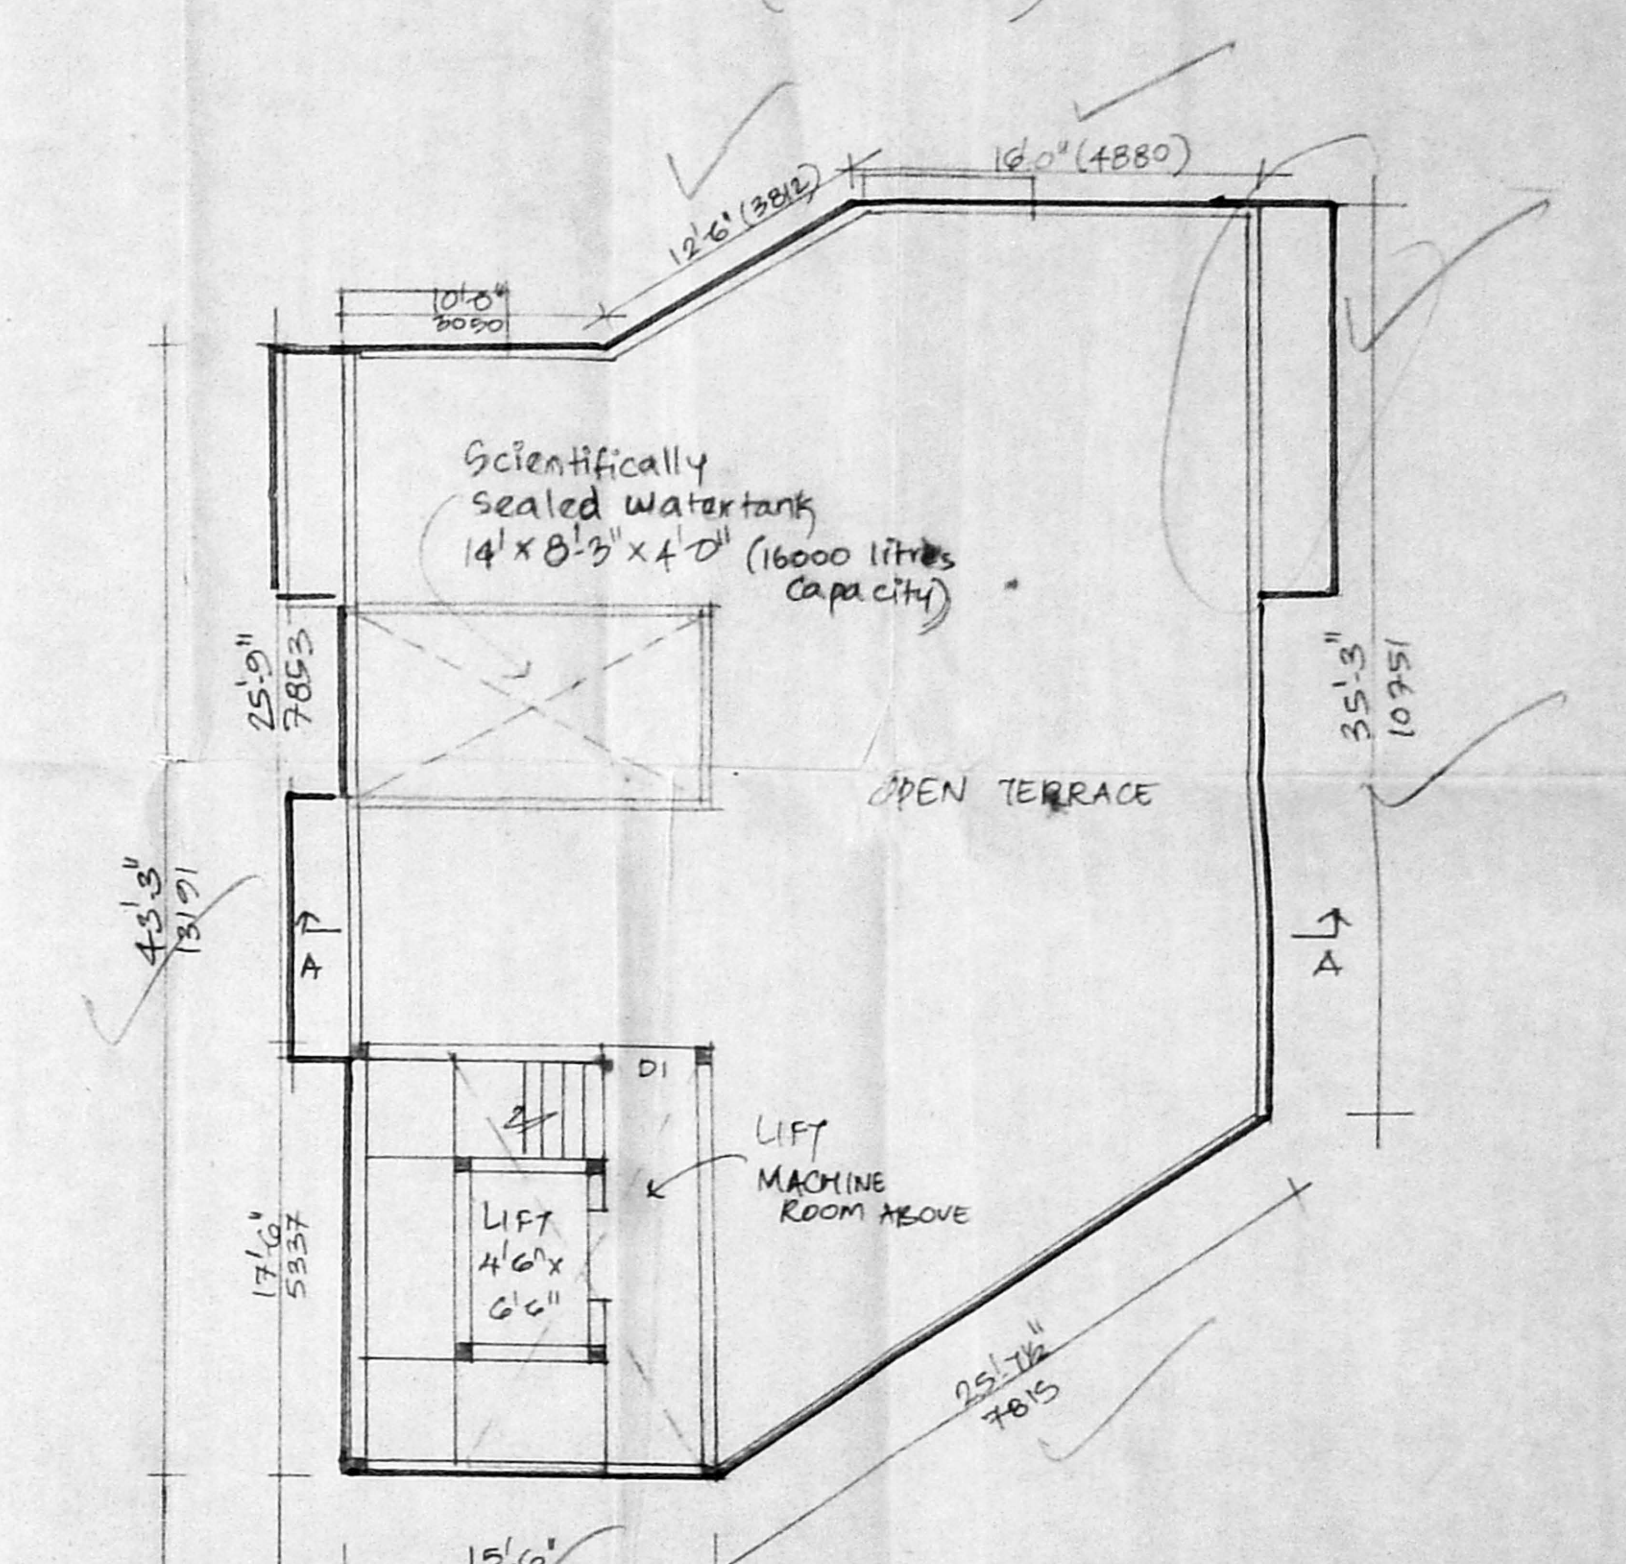 16'0" (4880)
12'-6" (3812)
10'-0"
3050
Scientifically
Sealed Watertank
14' x 8'-3" x 4'-0" (16000 litres
Capacity)
25'-9"
7853
35'-3"
10751
OPEN TERRACE
43'-3"
13191
A
A
D1
LIFT
MACHINE
ROOM ABOVE
LIFT
4'6" x
6'6"
17'-6"
5337
25'-7½"
7815
15'-6"